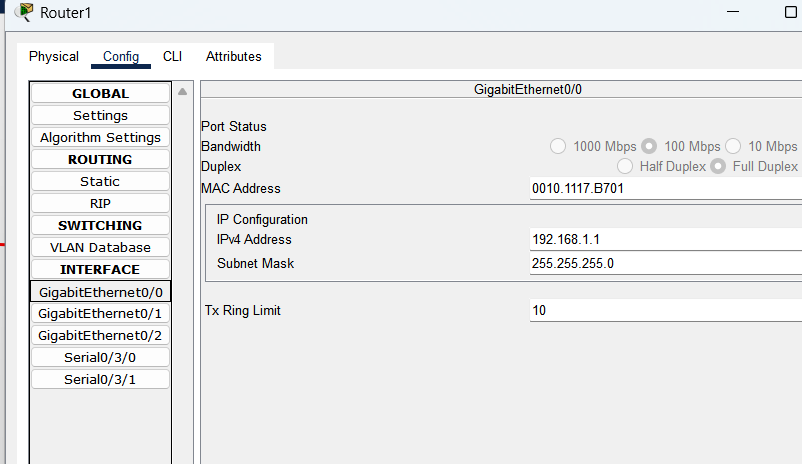 Router1
Physical Config CLI Attributes
GLOBAL
Settings
Algorithm Settings
ROUTING
Static
RIP
SWITCHING
VLAN Database
INTERFACE
GigabitEthernet0/0
GigabitEthernet0/1
GigabitEthernet0/2
Serial0/3/0
Serial0/3/1
GigabitEthernet0/0
Port Status
Bandwidth 1000 Mbps 100 Mbps 10 Mbps
Duplex Half Duplex Full Duplex
MAC Address 0010.1117.B701
IP Configuration
IPv4 Address 192.168.1.1
Subnet Mask 255.255.255.0
Tx Ring Limit 10